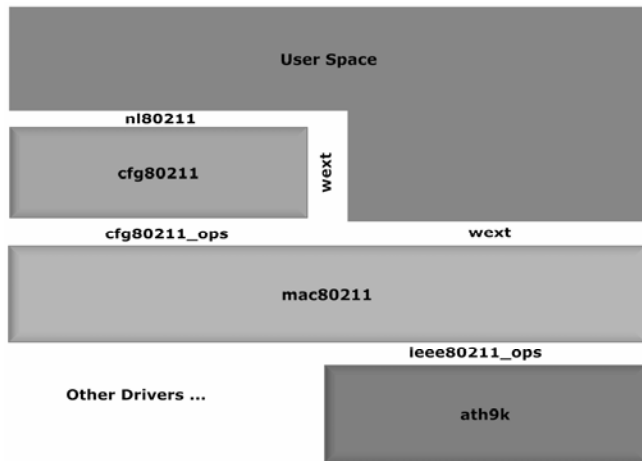 User Space
nl80211
cfg80211
wext
cfg80211_ops
wext
mac80211
ieee80211_ops
Other Drivers ...
ath9k